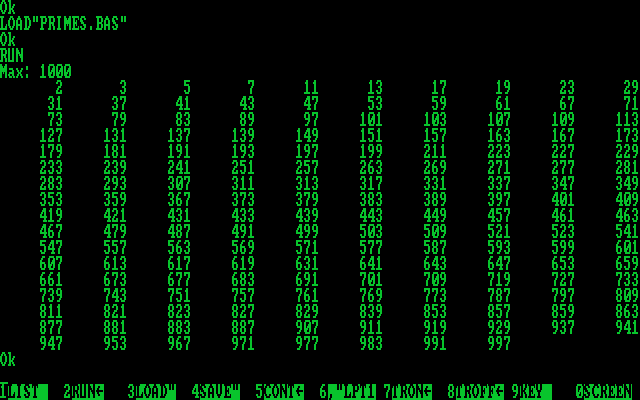 Ok
LOAD"PRIMES.BAS"
Ok
RUN
Max: 1000
2 3 5 7 11 13 17 19 23 29
31 37 41 43 47 53 59 61 67 71
73 79 83 89 97 101 103 107 109 113
127 131 137 139 149 151 157 163 167 173
179 181 191 193 197 199 211 223 227 229
233 239 241 251 257 263 269 271 277 281
283 293 307 311 313 317 331 337 347 349
353 359 367 373 379 383 389 397 401 409
419 421 431 433 439 443 449 457 461 463
467 479 487 491 499 503 509 521 523 541
547 557 563 569 571 577 587 593 599 601
607 613 617 619 631 641 643 647 653 659
661 673 677 683 691 701 709 719 727 733
739 743 751 757 761 769 773 787 797 809
811 821 823 827 829 839 853 857 859 863
877 881 883 887 907 911 919 929 937 941
947 953 967 971 977 983 991 997
Ok
1LIST 2RUN← 3LOAD" 4SAVE" 5CONT← 6,"LPT1 7TRON← 8TROFF← 9KEY 0SCREEN